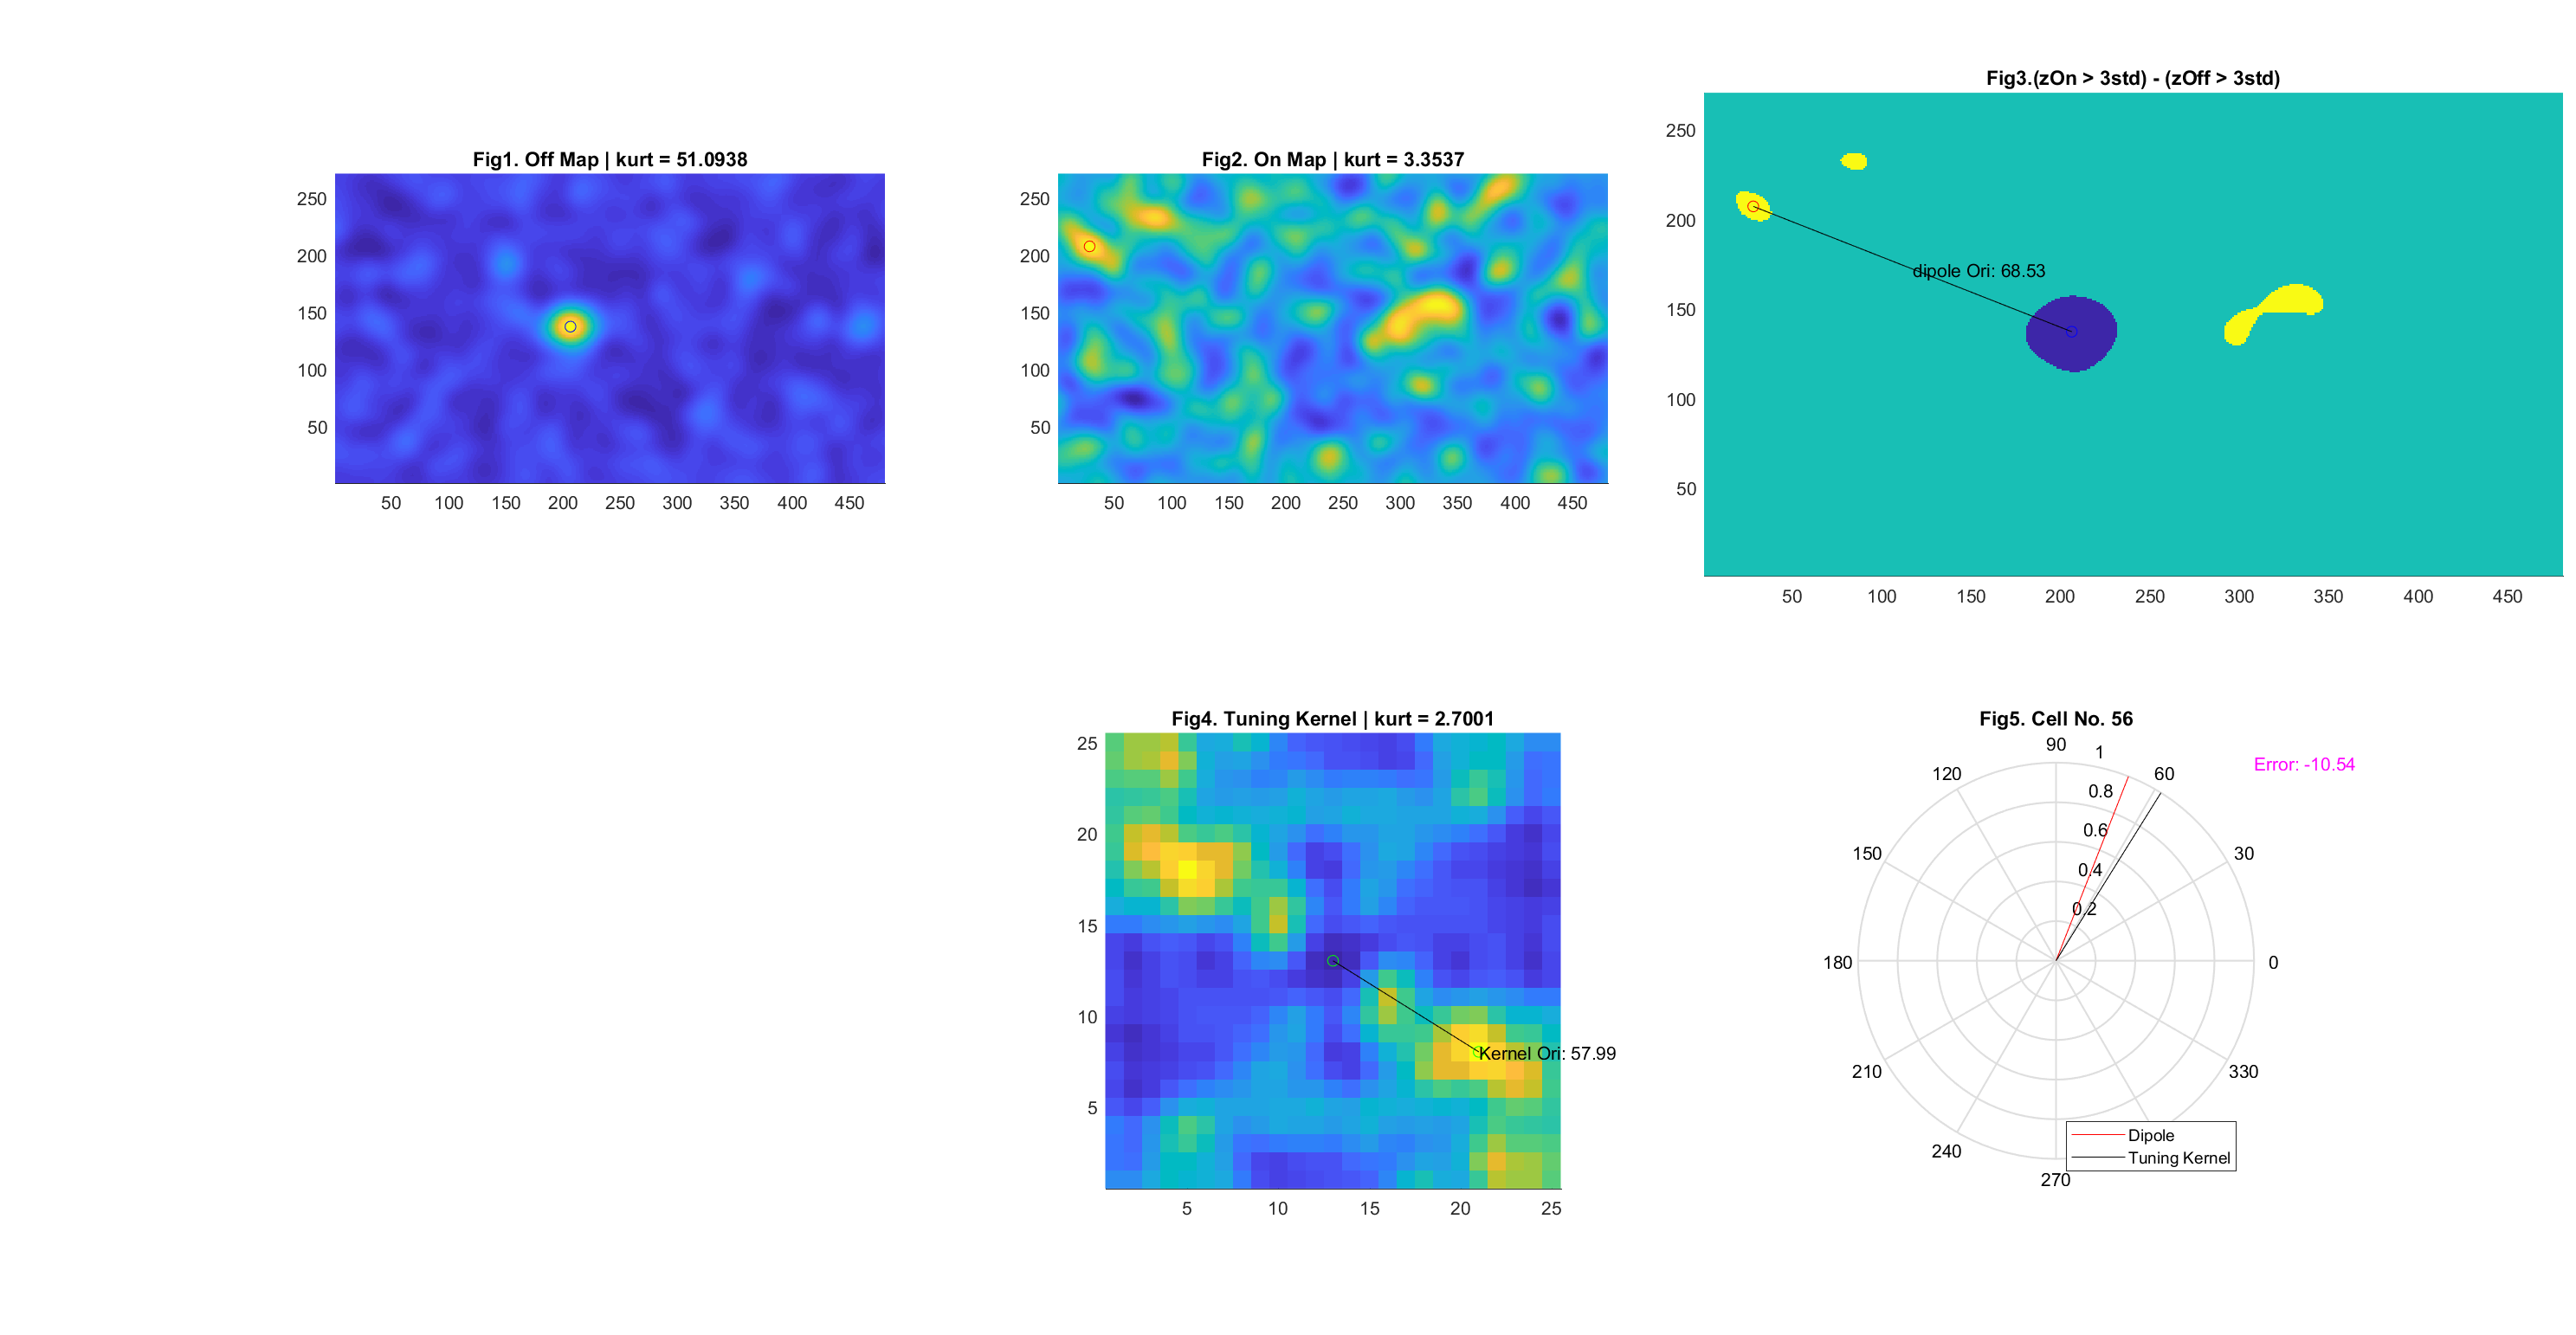 Fig1. Off Map | kurt = 51.0938
250
200
150
100
50
50 100 150 200 250 300 350 400 450
Fig2. On Map | kurt = 3.3537
250
200
150
100
50
50 100 150 200 250 300 350 400 450
Fig3.(zOn > 3std) - (zOff > 3std)
250
200
150
100
50
dipole Ori: 68.53
50 100 150 200 250 300 350 400 450
Fig4. Tuning Kernel | kurt = 2.7001
25
20
15
10
5
Kernel Ori: 57.99
5 10 15 20 25
Fig5. Cell No. 56
Error: -10.54
90
1
120
60
0.8
0.6
150
30
0.4
0.2
180
0
210
330
240
270
Dipole
Tuning Kernel